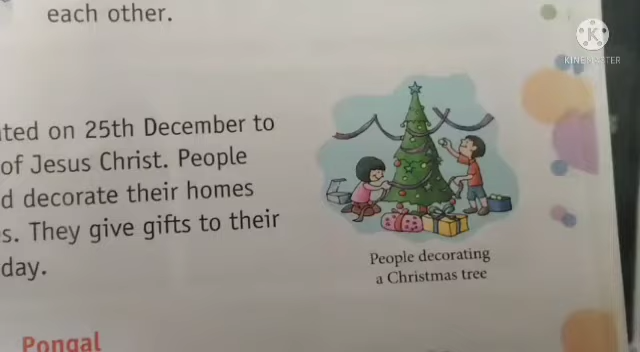 each other.
KINEMASTER
ted on 25th December to
of Jesus Christ. People
d decorate their homes
s. They give gifts to their
day.
People decorating
a Christmas tree
Pongal